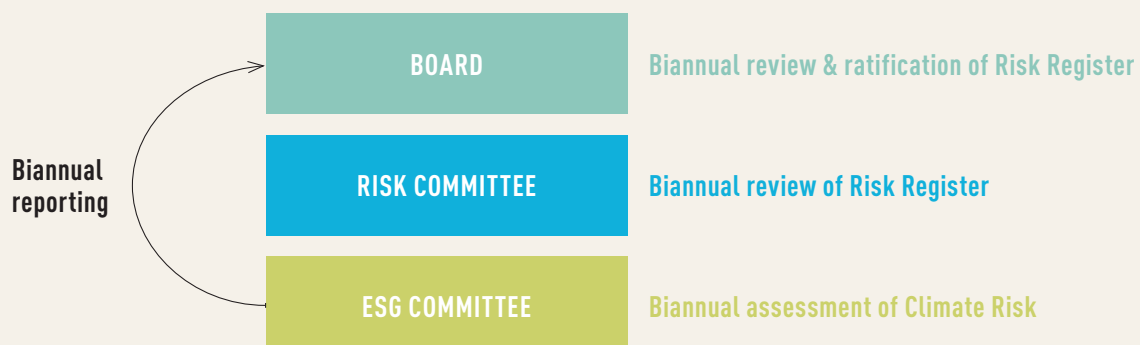 BOARD
Biannual review & ratification of Risk Register
Biannual
reporting
RISK COMMITTEE
Biannual review of Risk Register
ESG COMMITTEE
Biannual assessment of Climate Risk